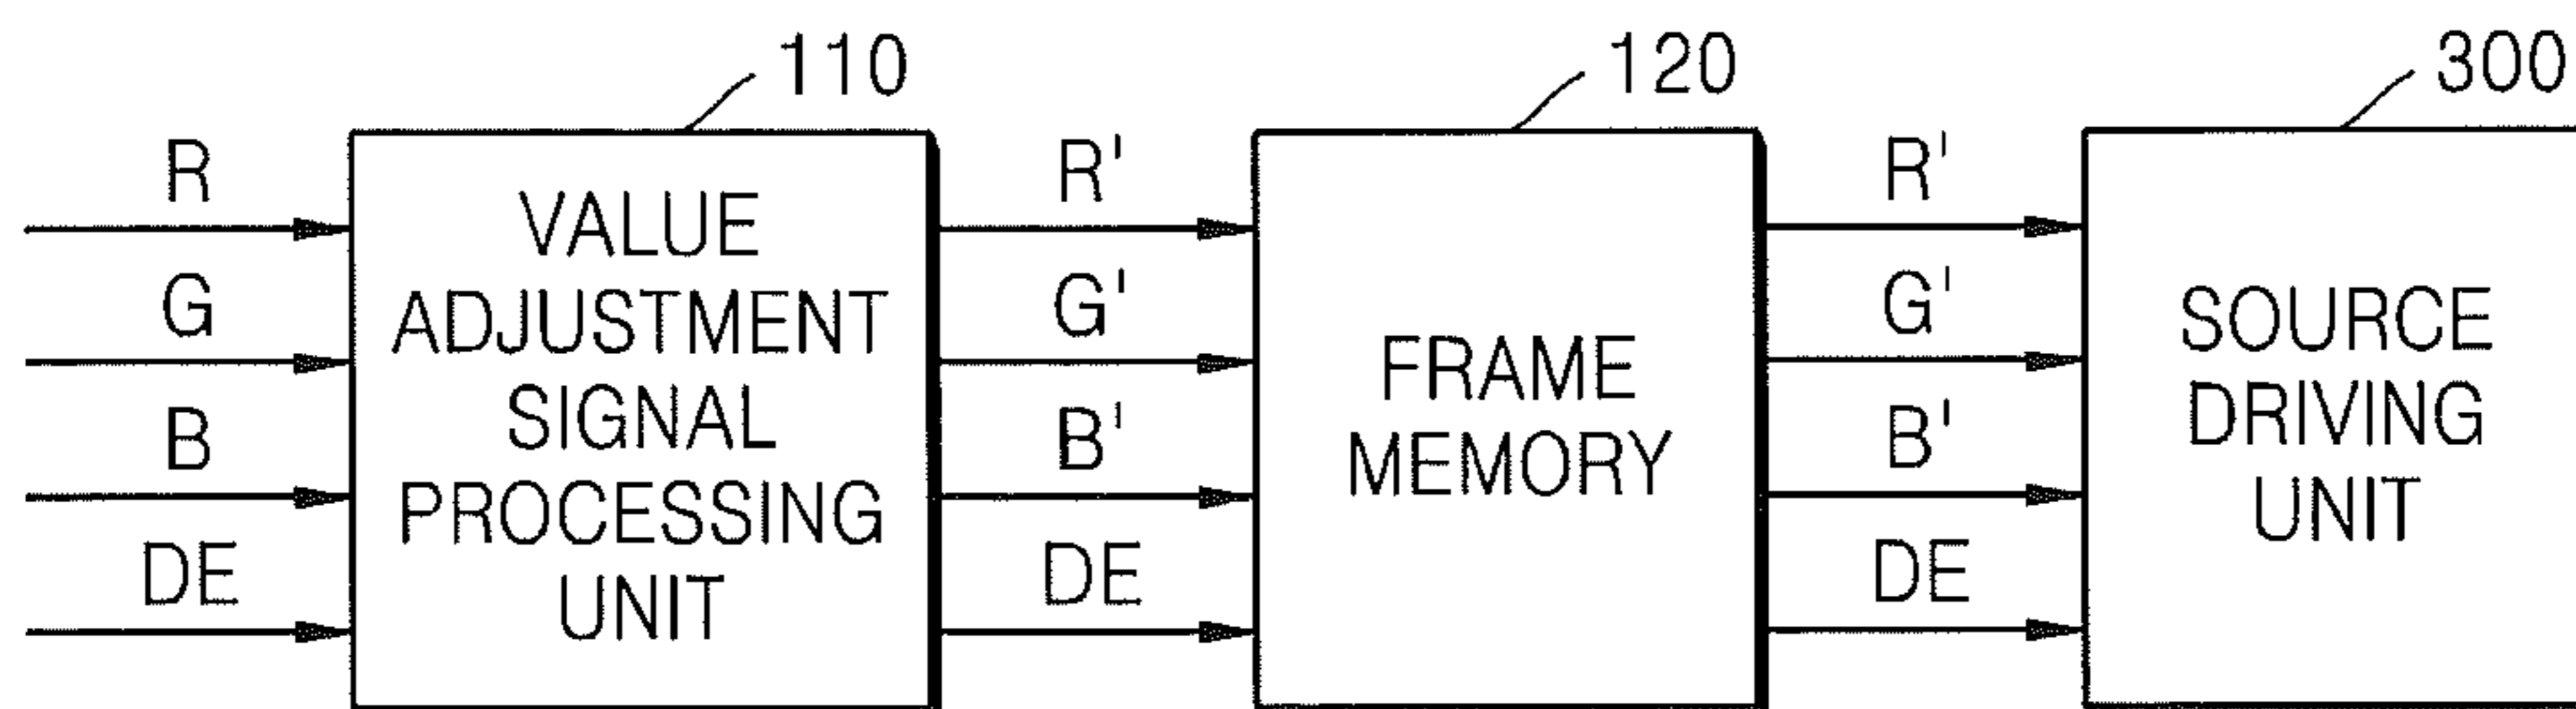 110
120
300
R
G
B
DE
VALUE
ADJUSTMENT
SIGNAL
PROCESSING
UNIT
R'
G'
B'
DE
FRAME
MEMORY
R'
G'
B'
DE
SOURCE
DRIVING
UNIT